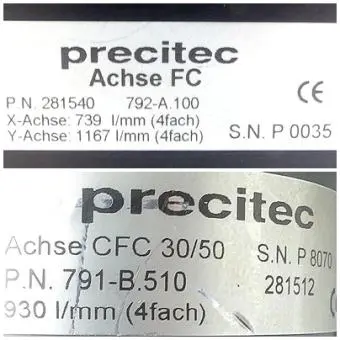 precitec
Achse FC
P.N. 281540 792-A.100
X-Achse: 739 I/mm (4fach)
Y-Achse: 1167 I/mm (4fach)
CE
S.N. P 0035
precitec
Achse CFC 30/50 S.N. P 8070
P.N. 791-B.510 281512
930 I/mm (4fach)